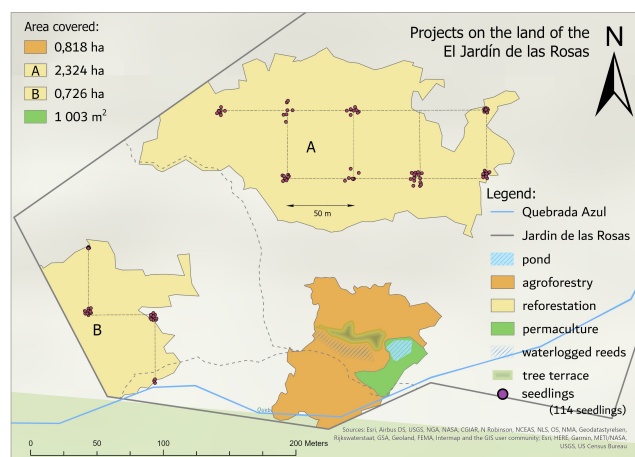 Area covered:
0,818 ha
A 2,324 ha
B 0,726 ha
1 003 m²
Projects on the land of the
El Jardín de las Rosas
N
A
50 m
B
Legend:
Quebrada Azul
Jardin de las Rosas
pond
agroforestry
reforestation
permaculture
waterlogged reeds
tree terrace
seedlings
(114 seedlings)
0 50 100 200 Meters
Sources: Esri, Airbus DS, USGS, NGA, NASA, CGIAR, N Robinson, NCEAS, NLS, OS, NMA, Geodatastyrelsen,
Rijkswaterstaat, GSA, Geoland, FEMA, Intermap and the GIS user community; Esri, HERE, Garmin, METI/NASA,
USGS, US Census Bureau